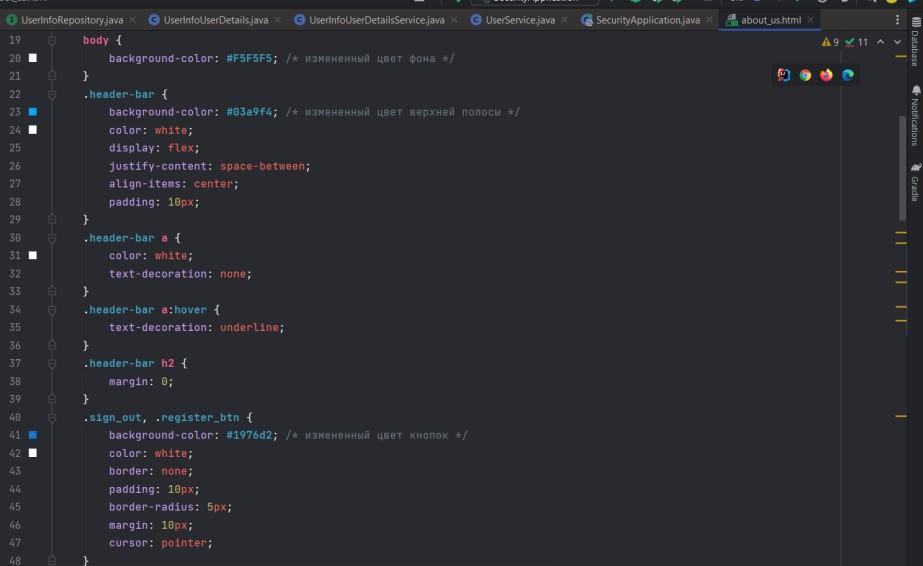 UserInfoRepository.java UserInfoUserDetails.java UserInfoUserDetailsService.java UserService.java SecurityApplication.java about_us.html
9 11
19 body {
20 background-color: #F5F5F5; /* измененный цвет фона */
21 }
22 .header-bar {
23 background-color: #03a9f4; /* измененный цвет верхней полосы */
24 color: white;
25 display: flex;
26 justify-content: space-between;
27 align-items: center;
28 padding: 10px;
29 }
30 .header-bar a {
31 color: white;
32 text-decoration: none;
33 }
34 .header-bar a:hover {
35 text-decoration: underline;
36 }
37 .header-bar h2 {
38 margin: 0;
39 }
40 .sign_out, .register_btn {
41 background-color: #1976d2; /* измененный цвет кнопок */
42 color: white;
43 border: none;
44 padding: 10px;
45 border-radius: 5px;
46 margin: 10px;
47 cursor: pointer;
48 }
Database
Notifications
Gradle